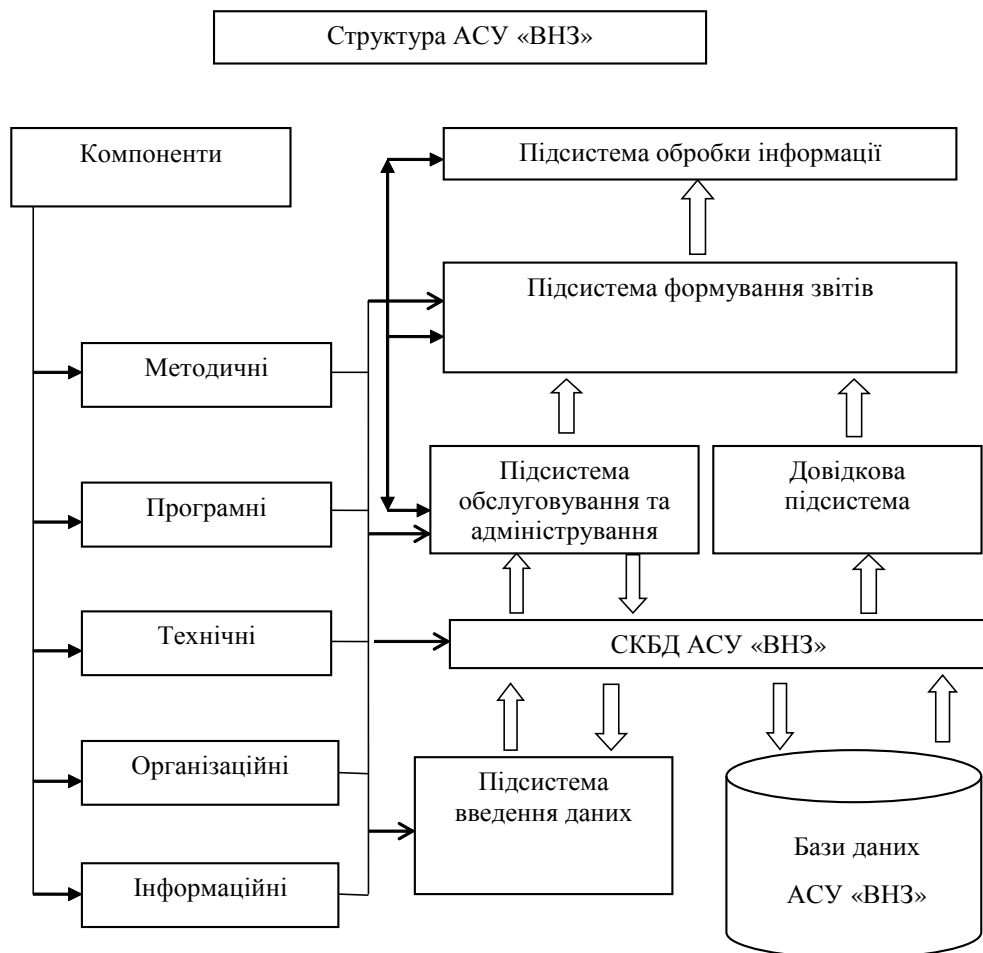 Структура АСУ «ВНЗ»
Компоненти
Підсистема обробки інформації
Підсистема формування звітів
Методичні
Програмні
Підсистема
обслуговування та
адміністрування
Довідкова
підсистема
Технічні
СКБД АСУ «ВНЗ»
Організаційні
Підсистема
введення даних
Інформаційні
Бази даних
АСУ «ВНЗ»